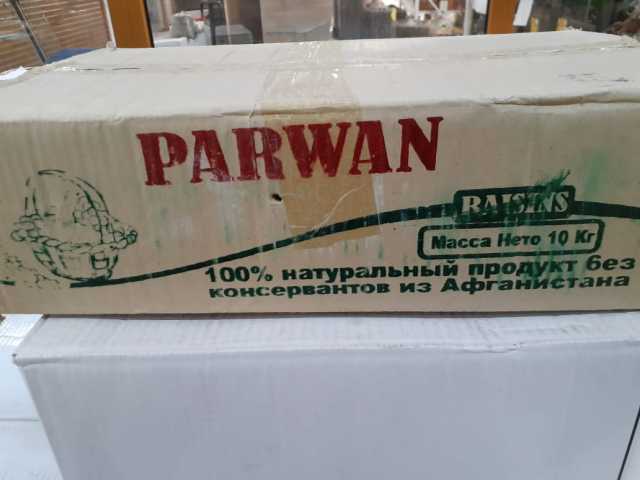 PARWAN
RAISINS
Масса Нето 10 Кг
100% натуральный продукт без
консервантов из Афганистана